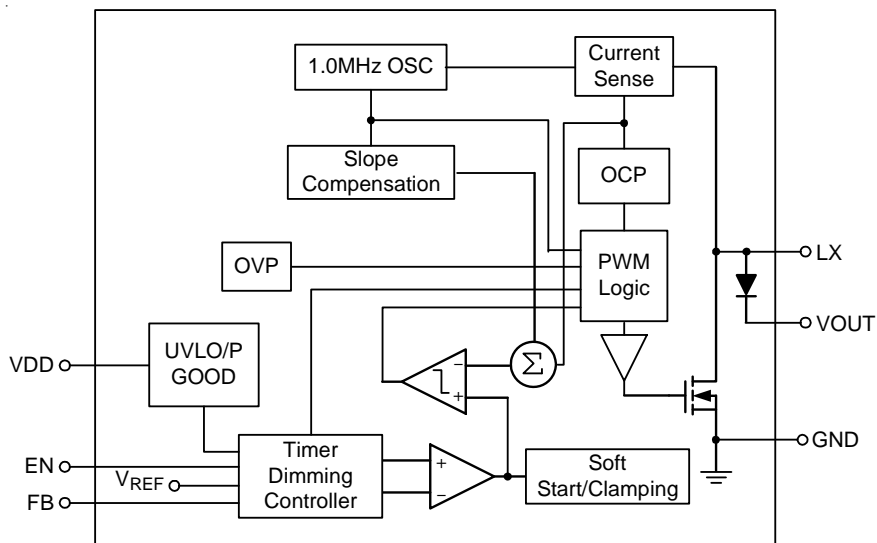 1.0MHz OSC
Current
Sense
Slope
Compensation
OCP
OVP
PWM
Logic
LX
VOUT
VDD
UVLO/P
GOOD
−
Σ
+
GND
EN
VREF
FB
Timer
Dimming
Controller
+
−
Soft
Start/Clamping